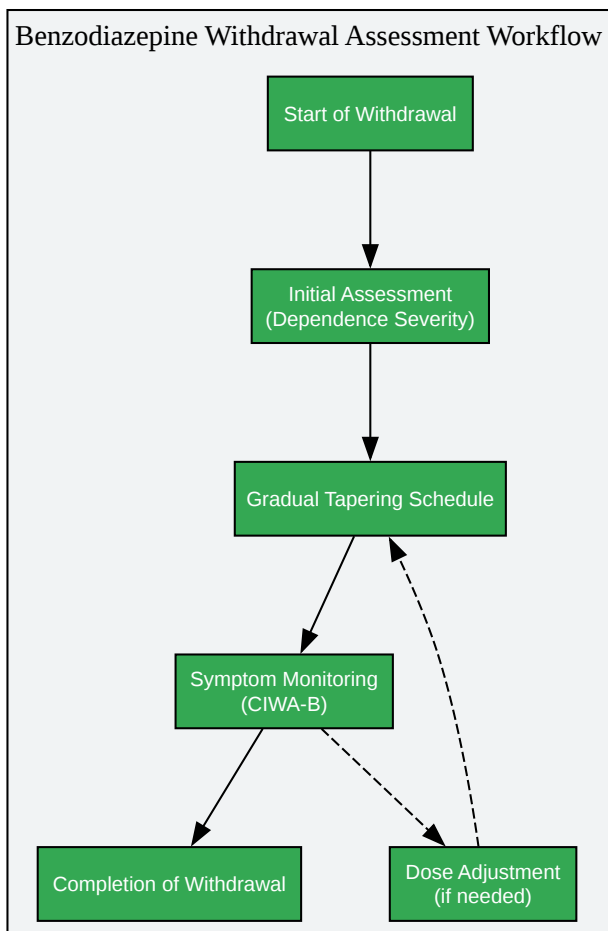 Benzodiazepine Withdrawal Assessment Workflow
Start of Withdrawal
Initial Assessment
(Dependence Severity)
Gradual Tapering Schedule
Symptom Monitoring
(CIWA-B)
Completion of Withdrawal
Dose Adjustment
(if needed)